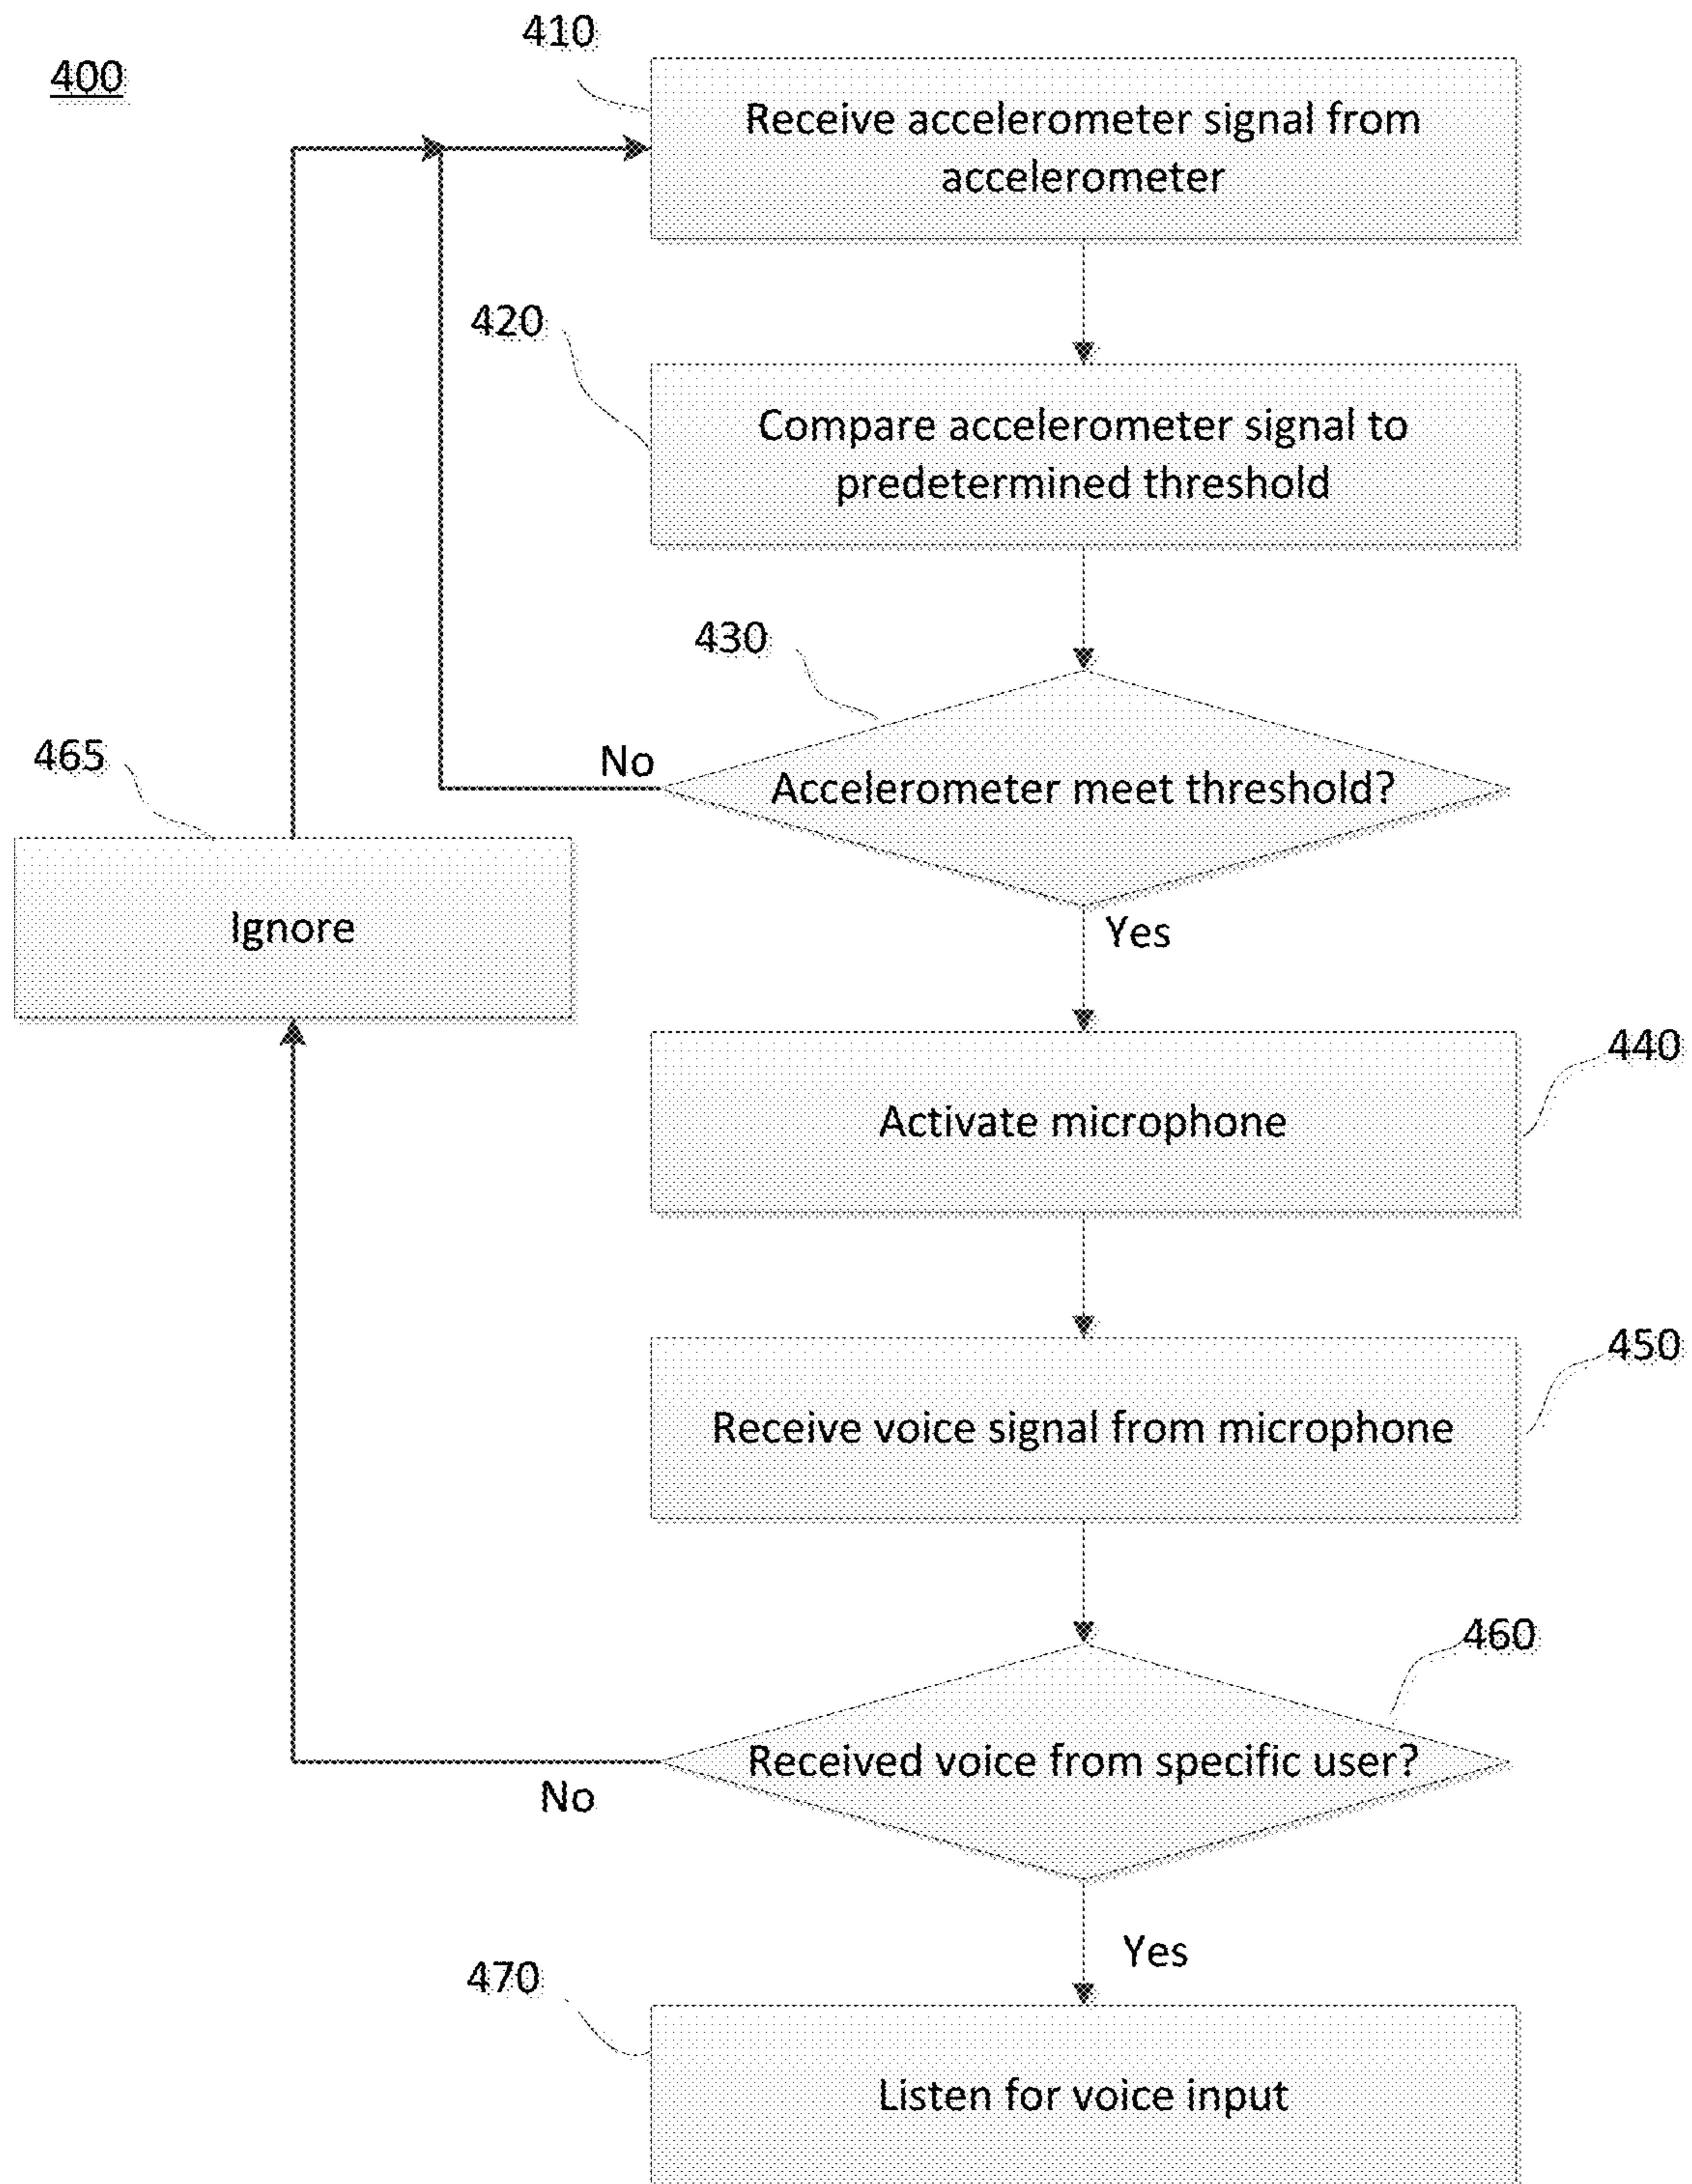 410
400
Receive accelerometer signal from
accelerometer
420
Compare accelerometer signal to
predetermined threshold
430
No
Accelerometer meet threshold?
465
Ignore
Yes
440
Activate microphone
450
Receive voice signal from microphone
460
Received voice from specific user?
No
Yes
470
Listen for voice input